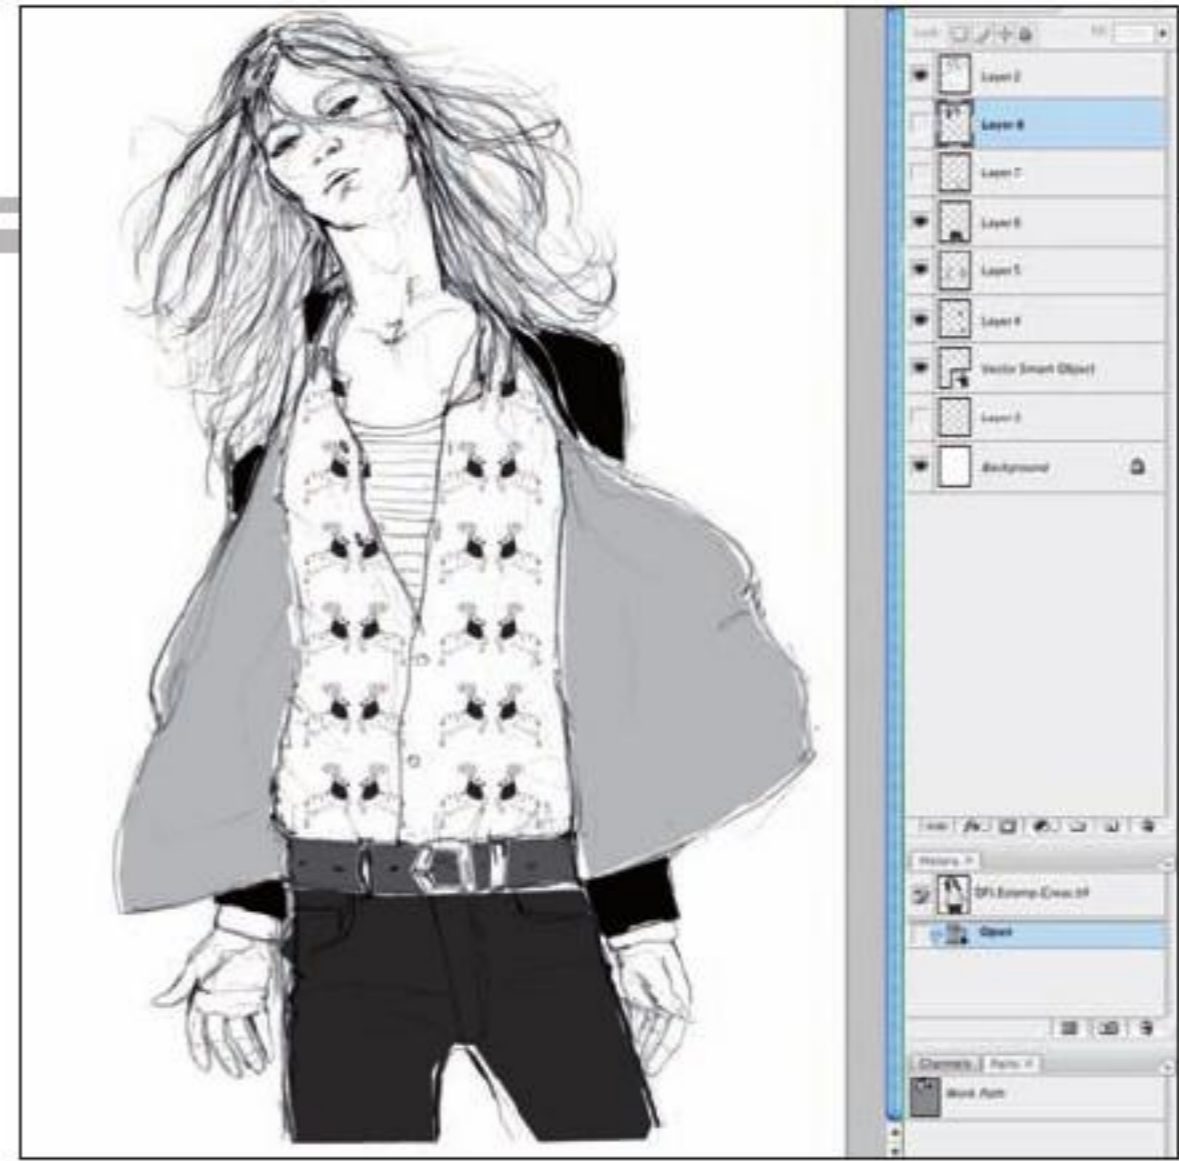 Lock:
Layer 2
Layer 8
Layer 7
Layer 6
Layer 5
Layer 4
Vector Smart Object
Layer 3
Background
History ×
Open
Channels Paths ×
Work Path